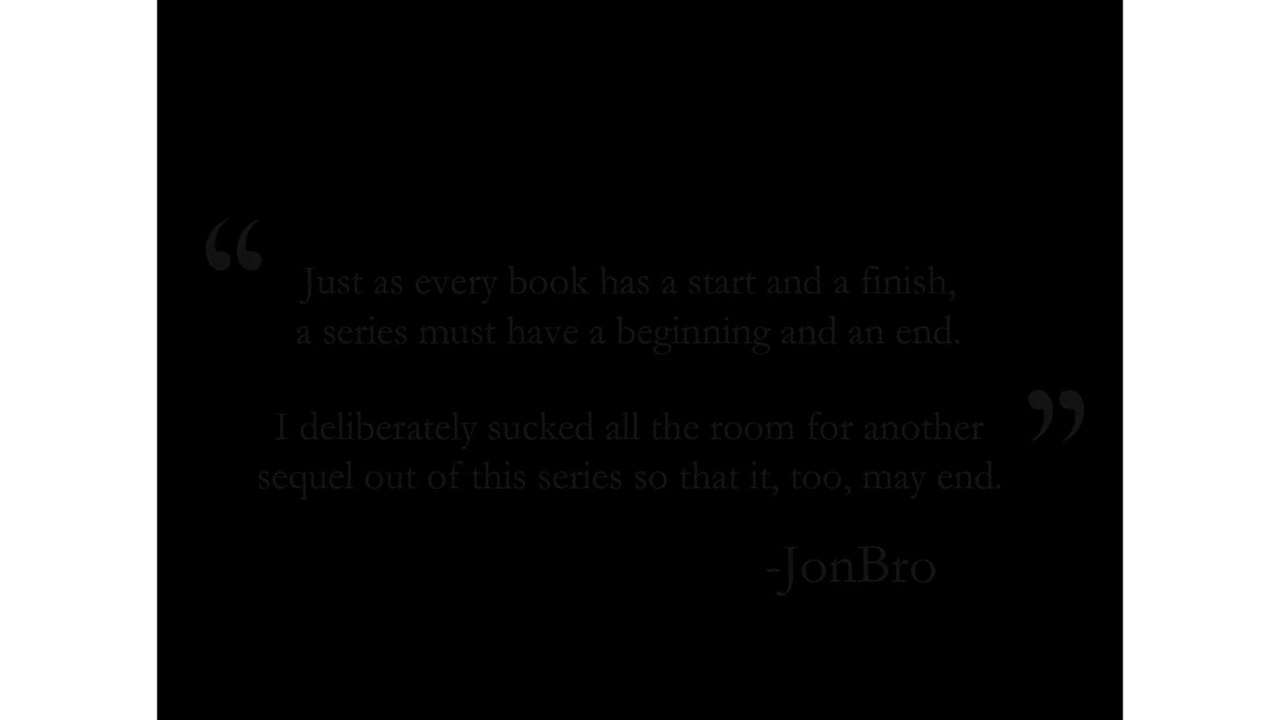 “ Just as every book has a start and a finish,
a series must have a beginning and an end.
I deliberately sucked all the room for another ”
sequel out of this series so that it, too, may end.
-JonBro